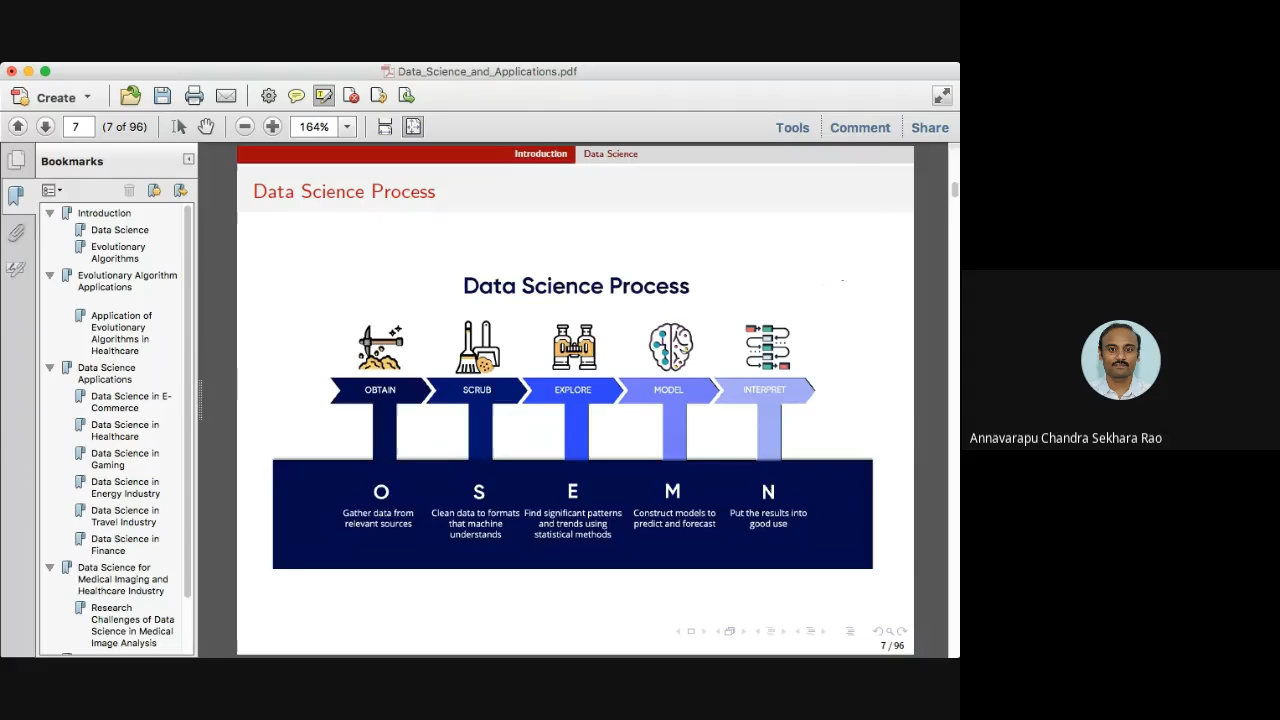 Data_Science_and_Applications.pdf
Create
7 (7 of 96) 164% Tools Comment Share
Bookmarks
Introduction
Data Science
Evolutionary
Algorithms
Evolutionary Algorithm
Applications
Application of
Evolutionary
Algorithms in
Healthcare
Data Science
Applications
Data Science in E-
Commerce
Data Science in
Healthcare
Data Science in
Gaming
Data Science in
Energy Industry
Data Science in
Travel Industry
Data Science in
Finance
Data Science for
Medical Imaging and
Healthcare Industry
Research
Challenges of Data
Science in Medical
Image Analysis
Introduction Data Science
Data Science Process
Data Science Process
OBTAIN SCRUB EXPLORE MODEL INTERPRET
O S E M N
Gather data from
relevant sources
Clean data to formats
that machine
understands
Find significant patterns
and trends using
statistical methods
Construct models to
predict and forecast
Put the results into
good use
7 / 96
Annavarapu Chandra Sekhara Rao